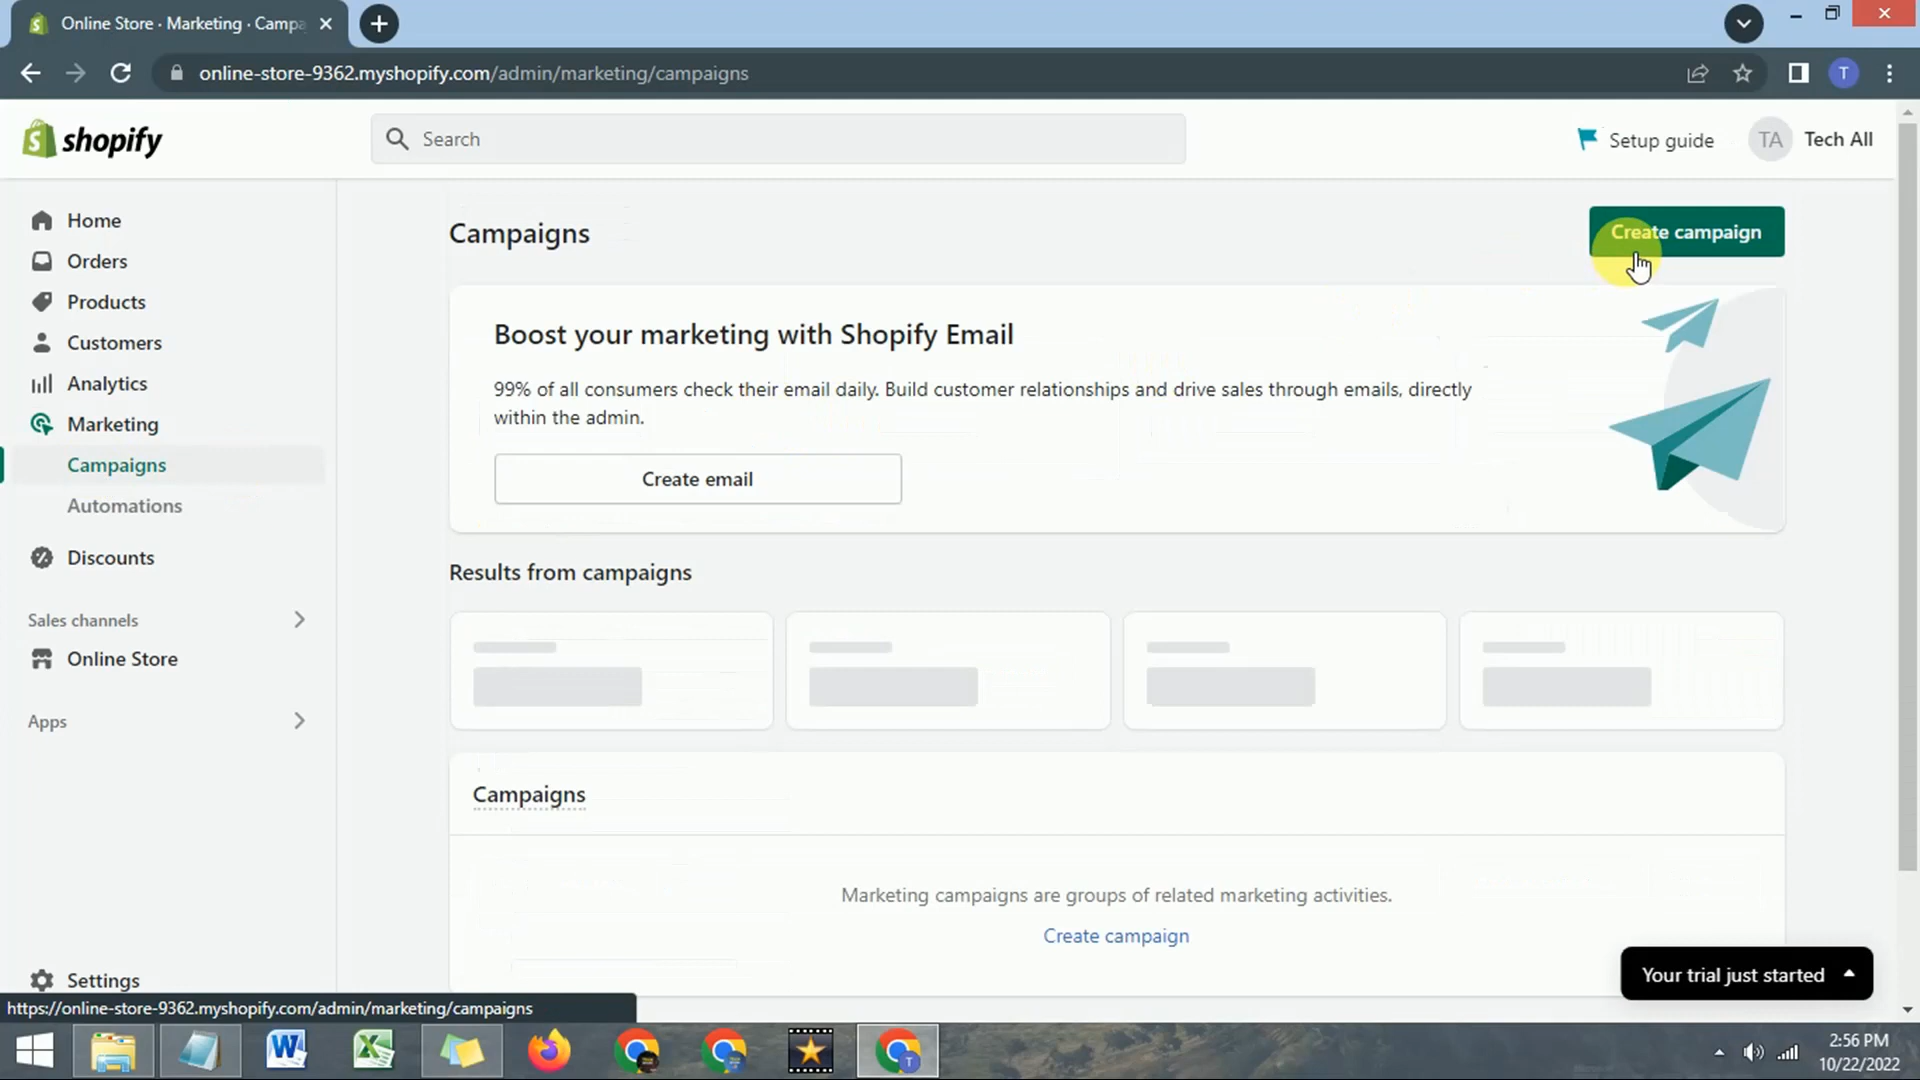 Online Store · Marketing · Campa
online-store-9362.myshopify.com/admin/marketing/campaigns
T
shopify
Search
Setup guide
TA
Tech All
Home
Orders
Products
Customers
Analytics
Marketing
Campaigns
Automations
Discounts
Sales channels
Online Store
Apps
Settings
Campaigns
Create campaign
Boost your marketing with Shopify Email
99% of all consumers check their email daily. Build customer relationships and drive sales through emails, directly
within the admin.
Create email
Results from campaigns
Campaigns
Marketing campaigns are groups of related marketing activities.
Create campaign
Your trial just started
https://online-store-9362.myshopify.com/admin/marketing/campaigns
2:56 PM
10/22/2022